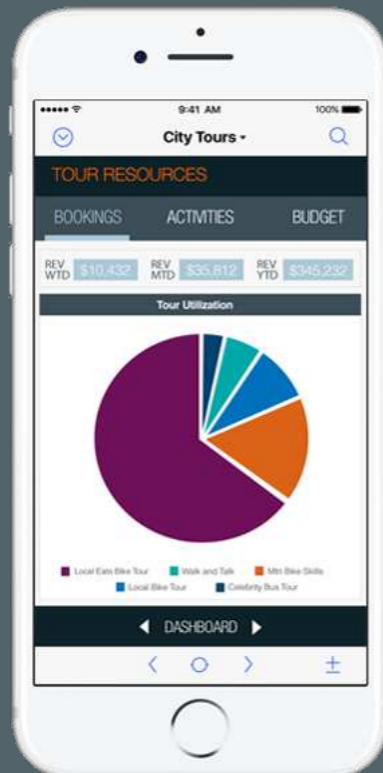 9:41 AM 100%
City Tours
TOUR RESOURCES
BOOKINGS ACTIVITIES BUDGET
REV WTD $10,432 REV MTD $35,812 REV YTD $345,232
Tour Utilization
Local Eats Bike Tour Walk and Talk Mtn Bike Skills
Local Bike Tour Celebrity Bus Tour
DASHBOARD